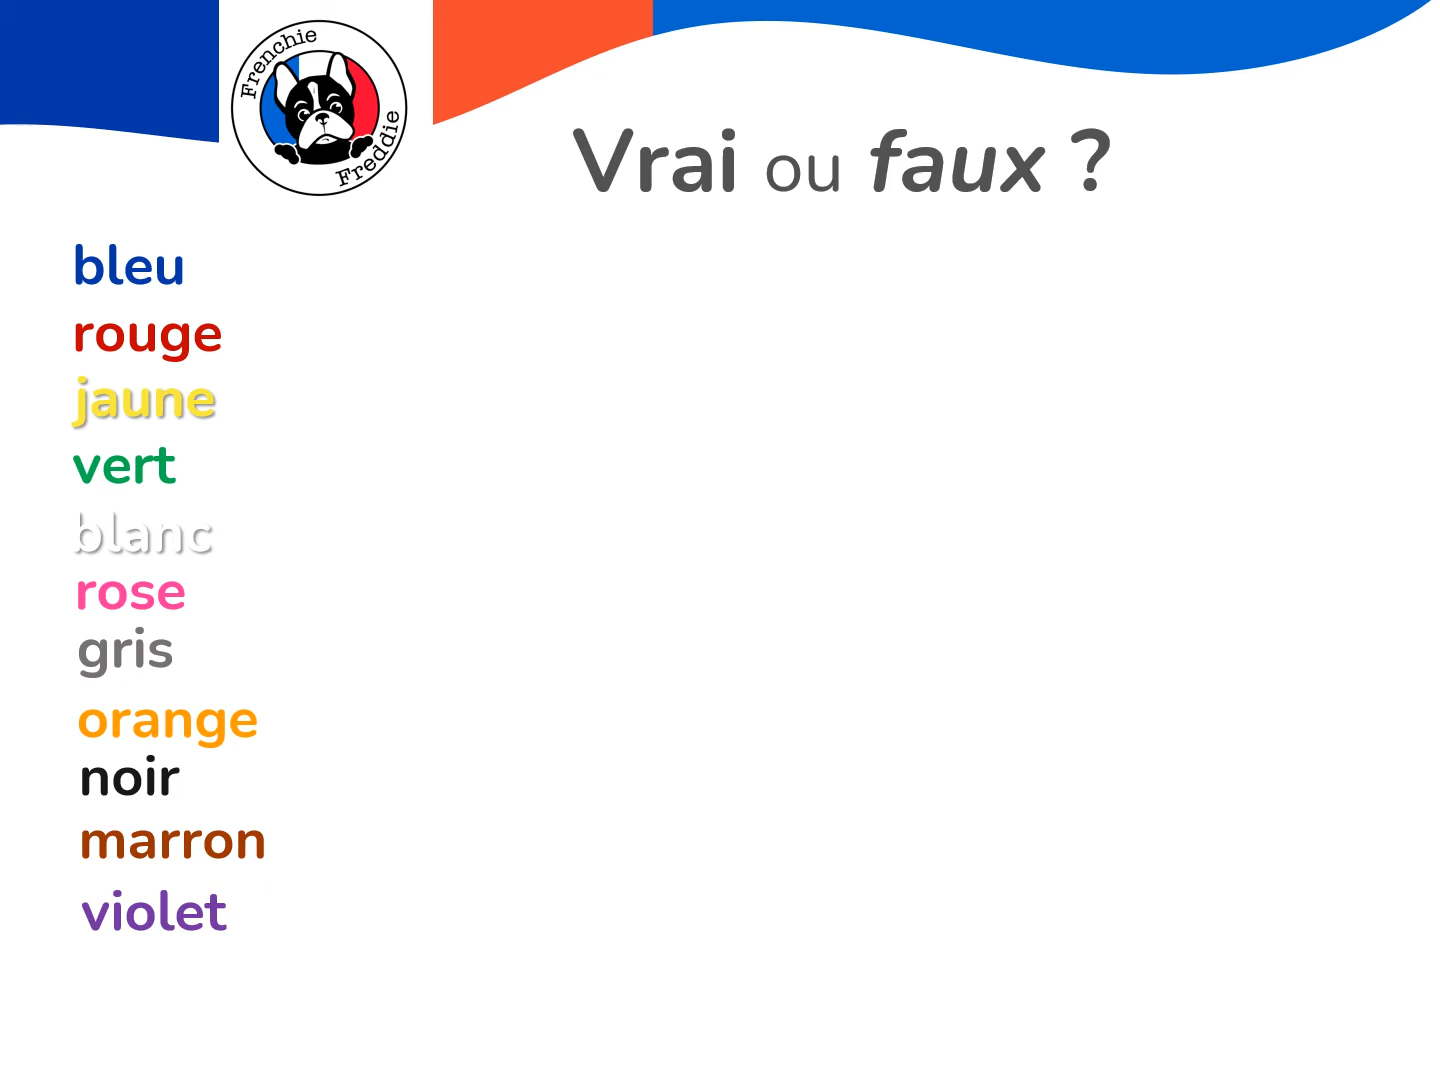 Frenchie
Freddie
Vrai ou faux ?
bleu
rouge
jaune
vert
blanc
rose
gris
orange
noir
marron
violet